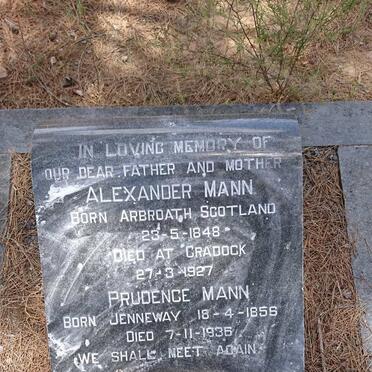 IN LOVING MEMORY OF
OUR DEAR FATHER AND MOTHER
ALEXANDER MANN
BORN ARBROATH SCOTLAND
23-5-1848
DIED AT CRADOCK
27-3-1927
PRUDENCE MANN
BORN JENNEWAY 18-4-1856
DIED 7-11-1935
WE SHALL MEET AGAIN